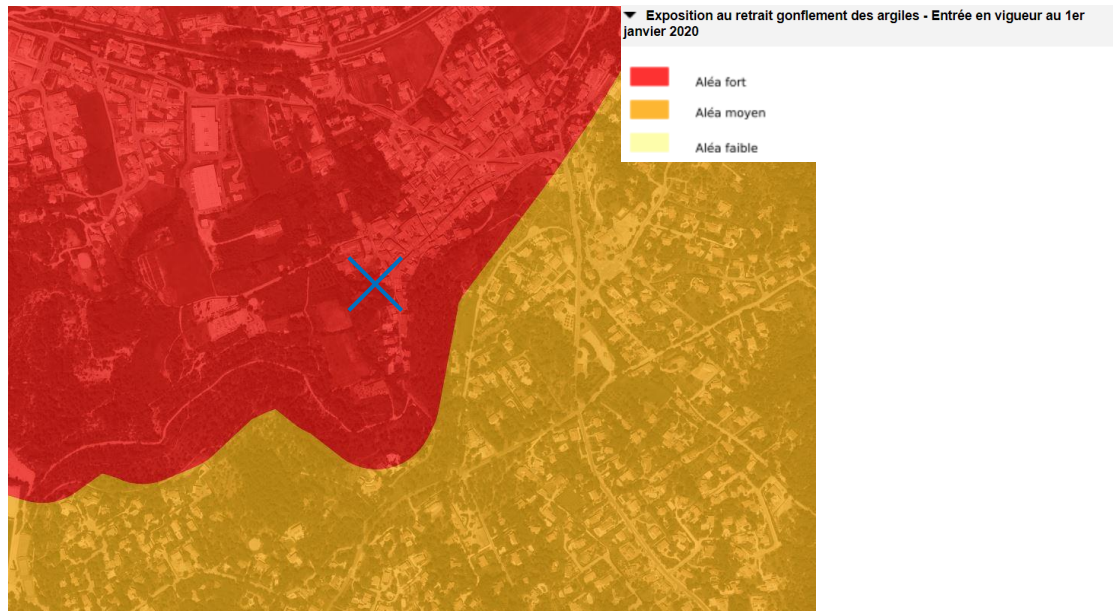 Exposition au retrait gonflement des argiles - Entrée en vigueur au 1er
janvier 2020
Aléa fort
Aléa moyen
Aléa faible